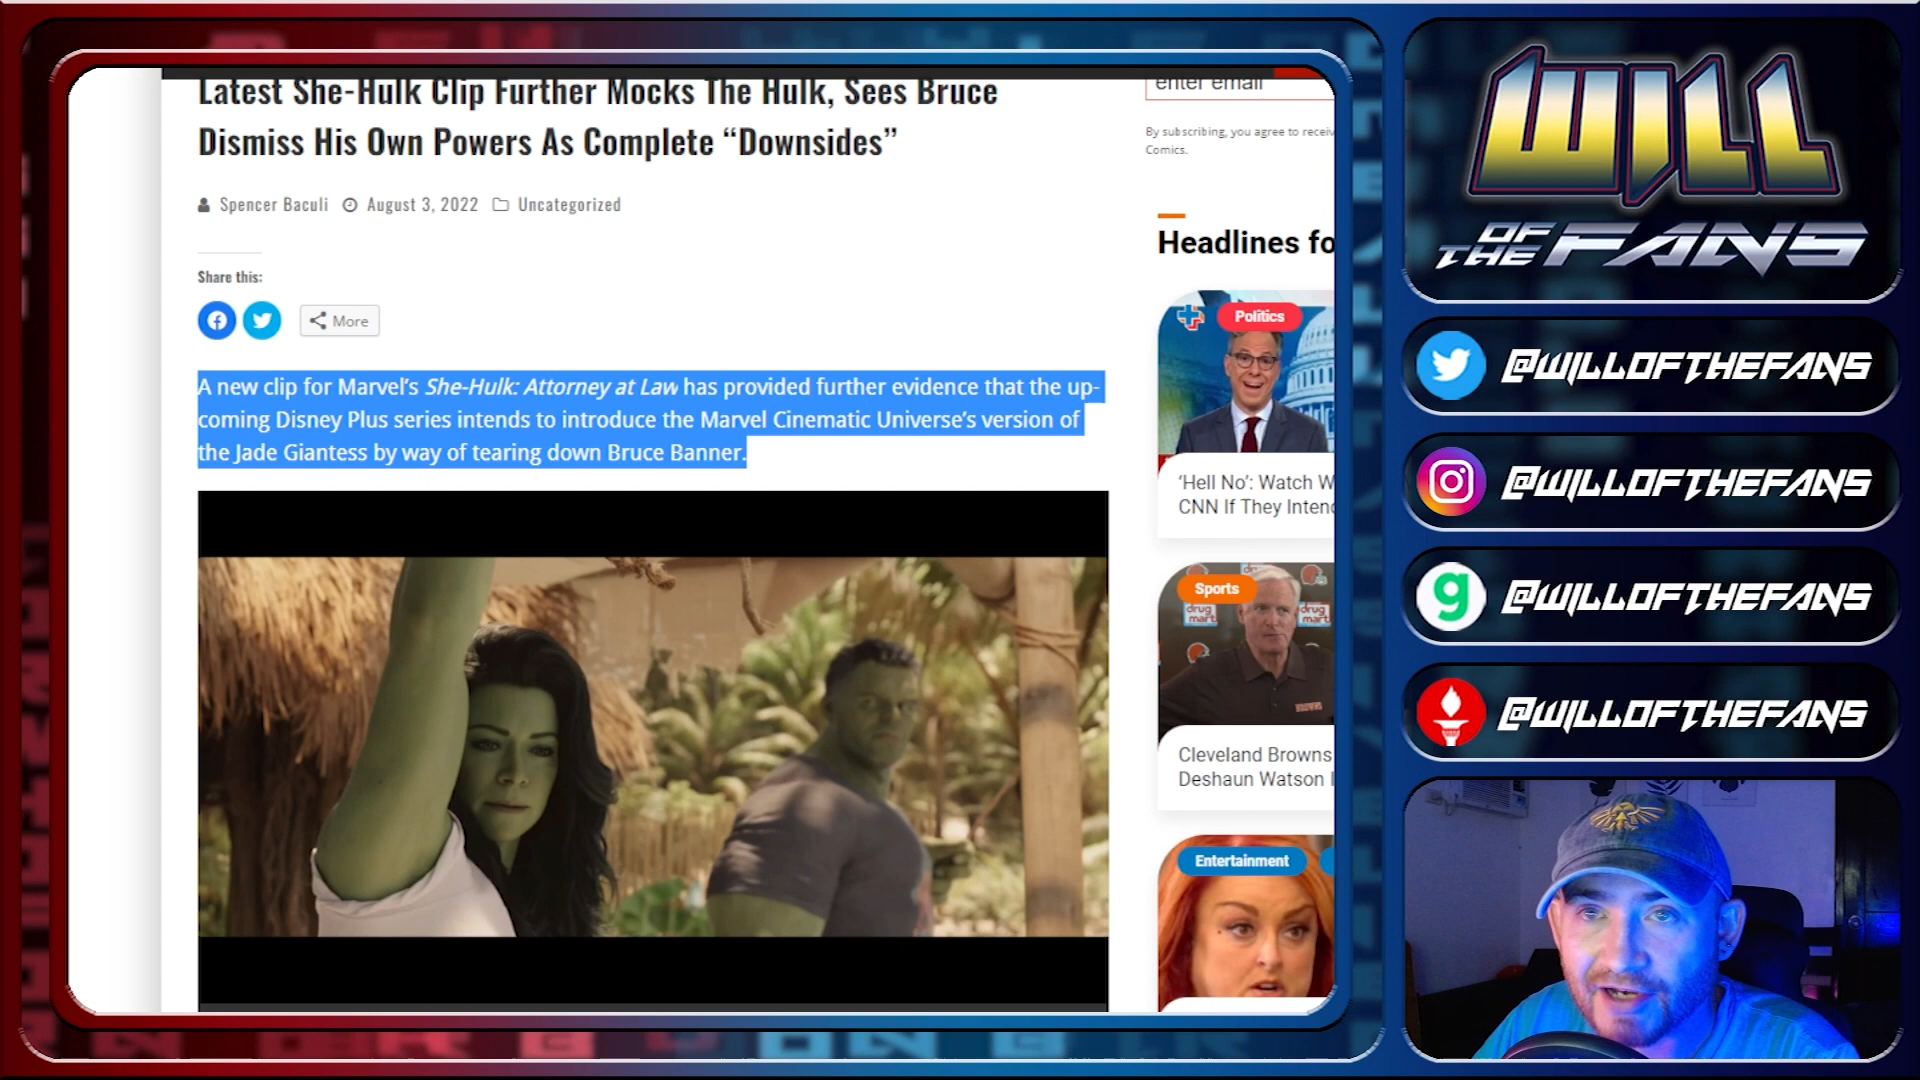 Latest She-Hulk Clip Further Mocks The Hulk, Sees Bruce
Dismiss His Own Powers As Complete “Downsides”
Spencer Baculi August 3, 2022 Uncategorized
Share this:
More
A new clip for Marvel’s She-Hulk: Attorney at Law has provided further evidence that the up-
coming Disney Plus series intends to introduce the Marvel Cinematic Universe’s version of
the Jade Giantess by way of tearing down Bruce Banner.
enter email
By subscribing, you agree to receiv
Comics.
Headlines fo
Politics
‘Hell No’: Watch W
CNN If They Intend
Sports
drug mart
drug mart
BROWNS
Cleveland Browns
Deshaun Watson
Entertainment
WILL
OF THE FANS
@WILLOFTHEFANS
@WILLOFTHEFANS
g
@WILLOFTHEFANS
@WILLOFTHEFANS